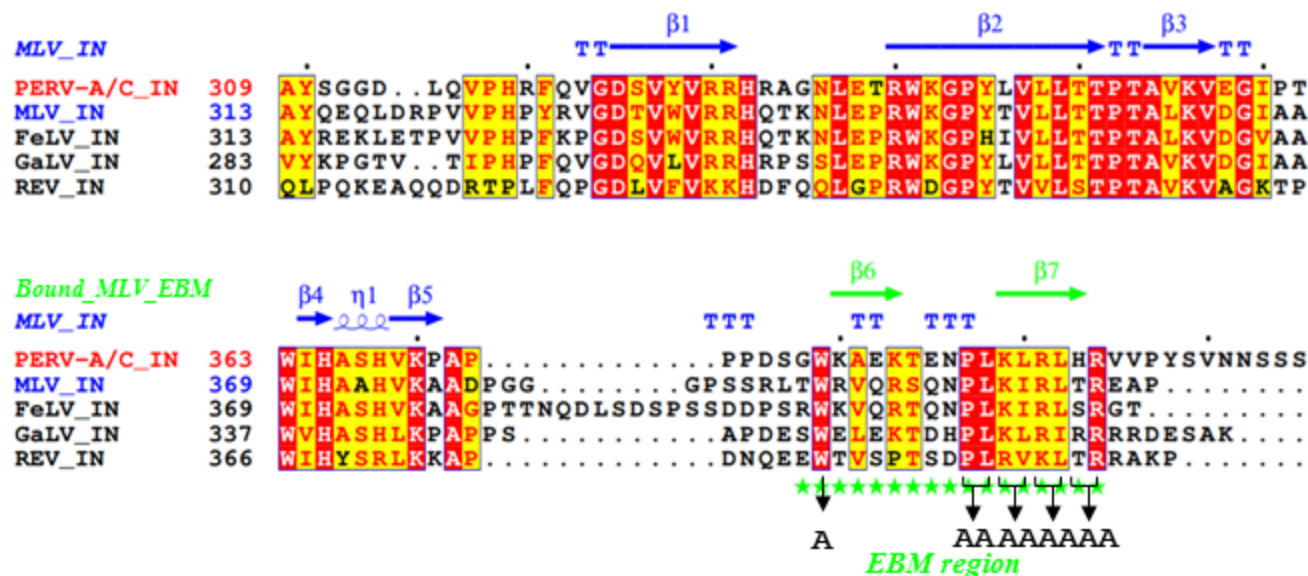 β1 β2 β3
MLV_IN TT TT TT
PERV-A/C_IN 309 AYSGGD..LQVPHRFQVGDSVYVRRHRAGNLETRWKGPYLVLLTTPTAVKVEGIPT
MLV_IN 313 AYQEQLDRPVVPHPYRVGDTVWVRRHQTKNLEPRWKGPYTVLLTTPTALKVDGIAA
FeLV_IN 313 AYREKLETPVVPHPFKPGDSVWVRRHQTKNLEPRWKGPHIVLLTTPTALKVDGVAA
GaLV_IN 283 VYKPGTV..TIPHPFQVGDQVLVRRHRPSSLEPRWKGPYLVLLTTPTAVKVDGIAA
REV_IN 310 QLPQKEAQQDRTPLFQPGDLVFVKKHDFQQLGPRWDGPYTVVLSTPTAVKVAGKTP
Bound_MLV_EBM β6 β7
β4 η1 β5
MLV_IN TTT TT TTT
PERV-A/C_IN 363 WIHASHVKPAP.............PPDSGWKAEKTENPLKLRLHRVVPYSVNNSSS
MLV_IN 369 WIHAAHVKAADPGG........GPSSRLTWRVQRSQNPLKIRLTREAP........
FeLV_IN 369 WIHASHVKAAGPTTNQDLSDSPSSDDPSRWKVQRTQNPLKIRLSRGT.........
GaLV_IN 337 WVHASHLKPAPPS...........APDESWELEKTDHPLKLRIRRRRDESAK....
REV_IN 366 WIHYSRLKKAP.............DNQEEWTVSPTSDPLRVKLTRRAKP.......
A AAAAAAAA
EBM region